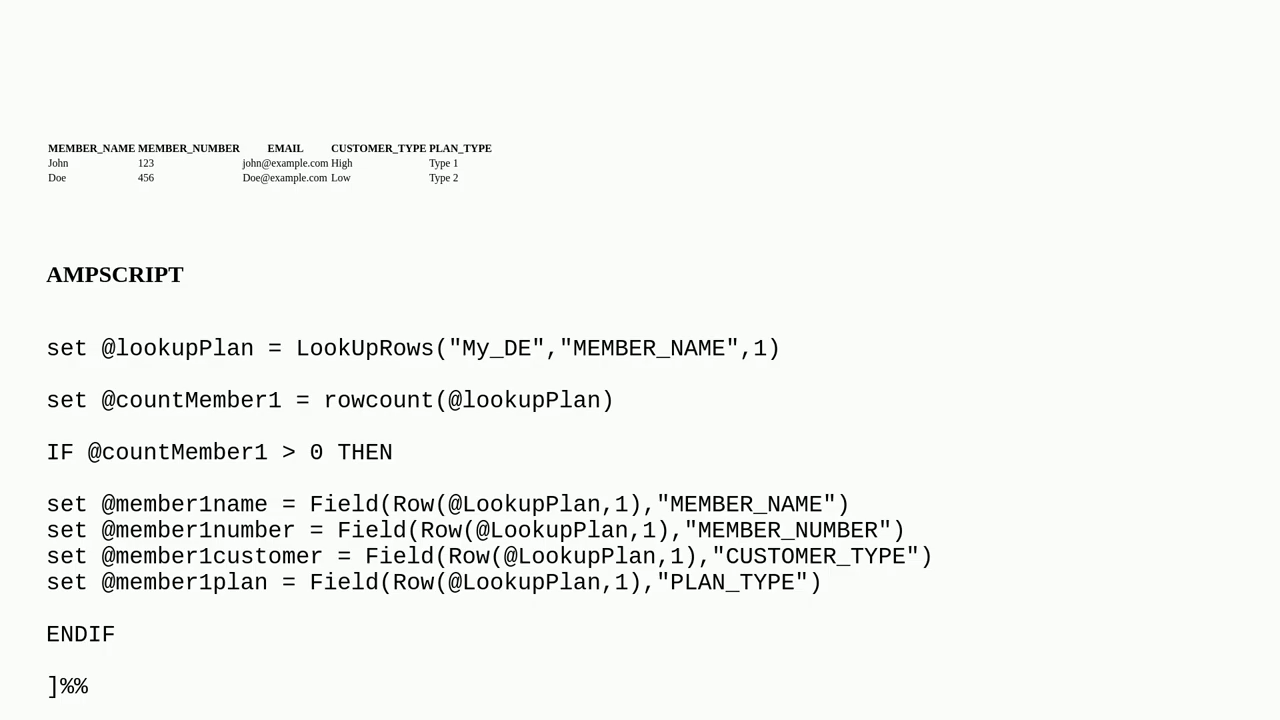 MEMBER_NAME MEMBER_NUMBER EMAIL CUSTOMER_TYPE PLAN_TYPE
John 123 john@example.com High Type 1
Doe 456 Doe@example.com Low Type 2
AMPSCRIPT
set @lookupPlan = LookUpRows("My_DE","MEMBER_NAME",1)
set @countMember1 = rowcount(@lookupPlan)
IF @countMember1 > 0 THEN
set @member1name = Field(Row(@LookupPlan,1),"MEMBER_NAME")
set @member1number = Field(Row(@LookupPlan,1),"MEMBER_NUMBER")
set @member1customer = Field(Row(@LookupPlan,1),"CUSTOMER_TYPE")
set @member1plan = Field(Row(@LookupPlan,1),"PLAN_TYPE")
ENDIF
]%%